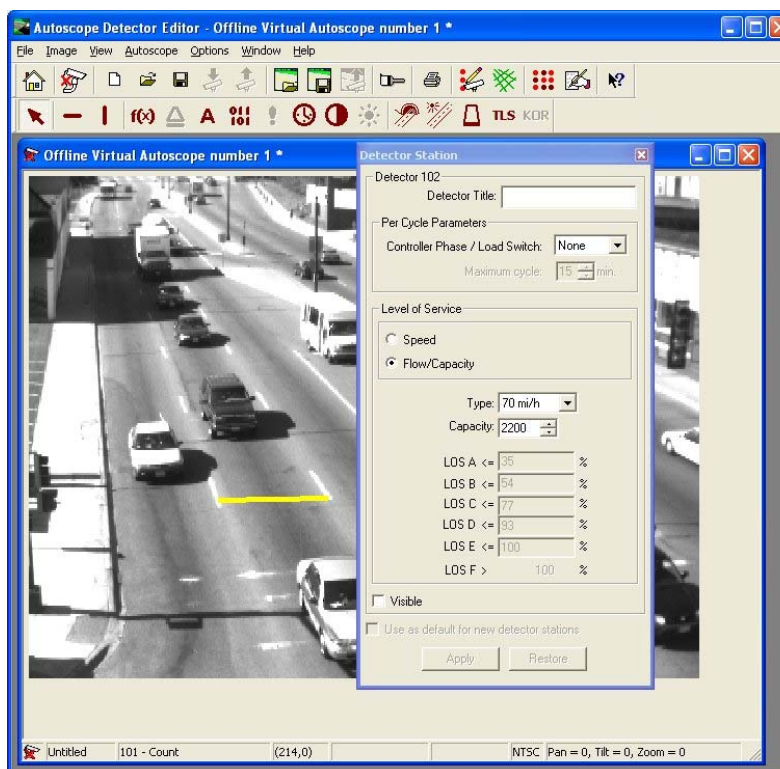 Autoscope Detector Editor - Offline Virtual Autoscope number 1 *
File Image View Autoscope Options Window Help
f(x) A 011 101 TLS KOR
Offline Virtual Autoscope number 1 *
Detector Station
Detector 102
Detector Title:
Per Cycle Parameters
Controller Phase / Load Switch: None
Maximum cycle: 15 min.
Level of Service
Speed
Flow/Capacity
Type: 70 mi/h
Capacity: 2200
LOS A <= 35 %
LOS B <= 54 %
LOS C <= 77 %
LOS D <= 93 %
LOS E <= 100 %
LOS F > 100 %
Visible
Use as default for new detector stations
Apply Restore
Untitled 101 - Count (214,0) NTSC Pan = 0, Tilt = 0, Zoom = 0